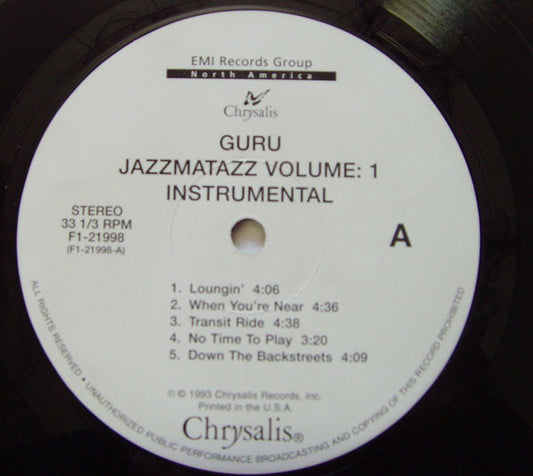 EMI Records Group
North America
Chrysalis
GURU
JAZZMATAZZ VOLUME: 1
INSTRUMENTAL
STEREO
33 1/3 RPM
F1-21998
(F1-21998-A)
A
1. Loungin' 4:06
2. When You're Near 4:36
3. Transit Ride 4:38
4. No Time To Play 3:20
5. Down The Backstreets 4:09
℗ © 1993 Chrysalis Records, Inc.
Printed in the U.S.A.
Chrysalis®
ALL RIGHTS RESERVED • UNAUTHORIZED PUBLIC PERFORMANCE BROADCASTING AND COPYING OF THIS RECORD PROHIBITED